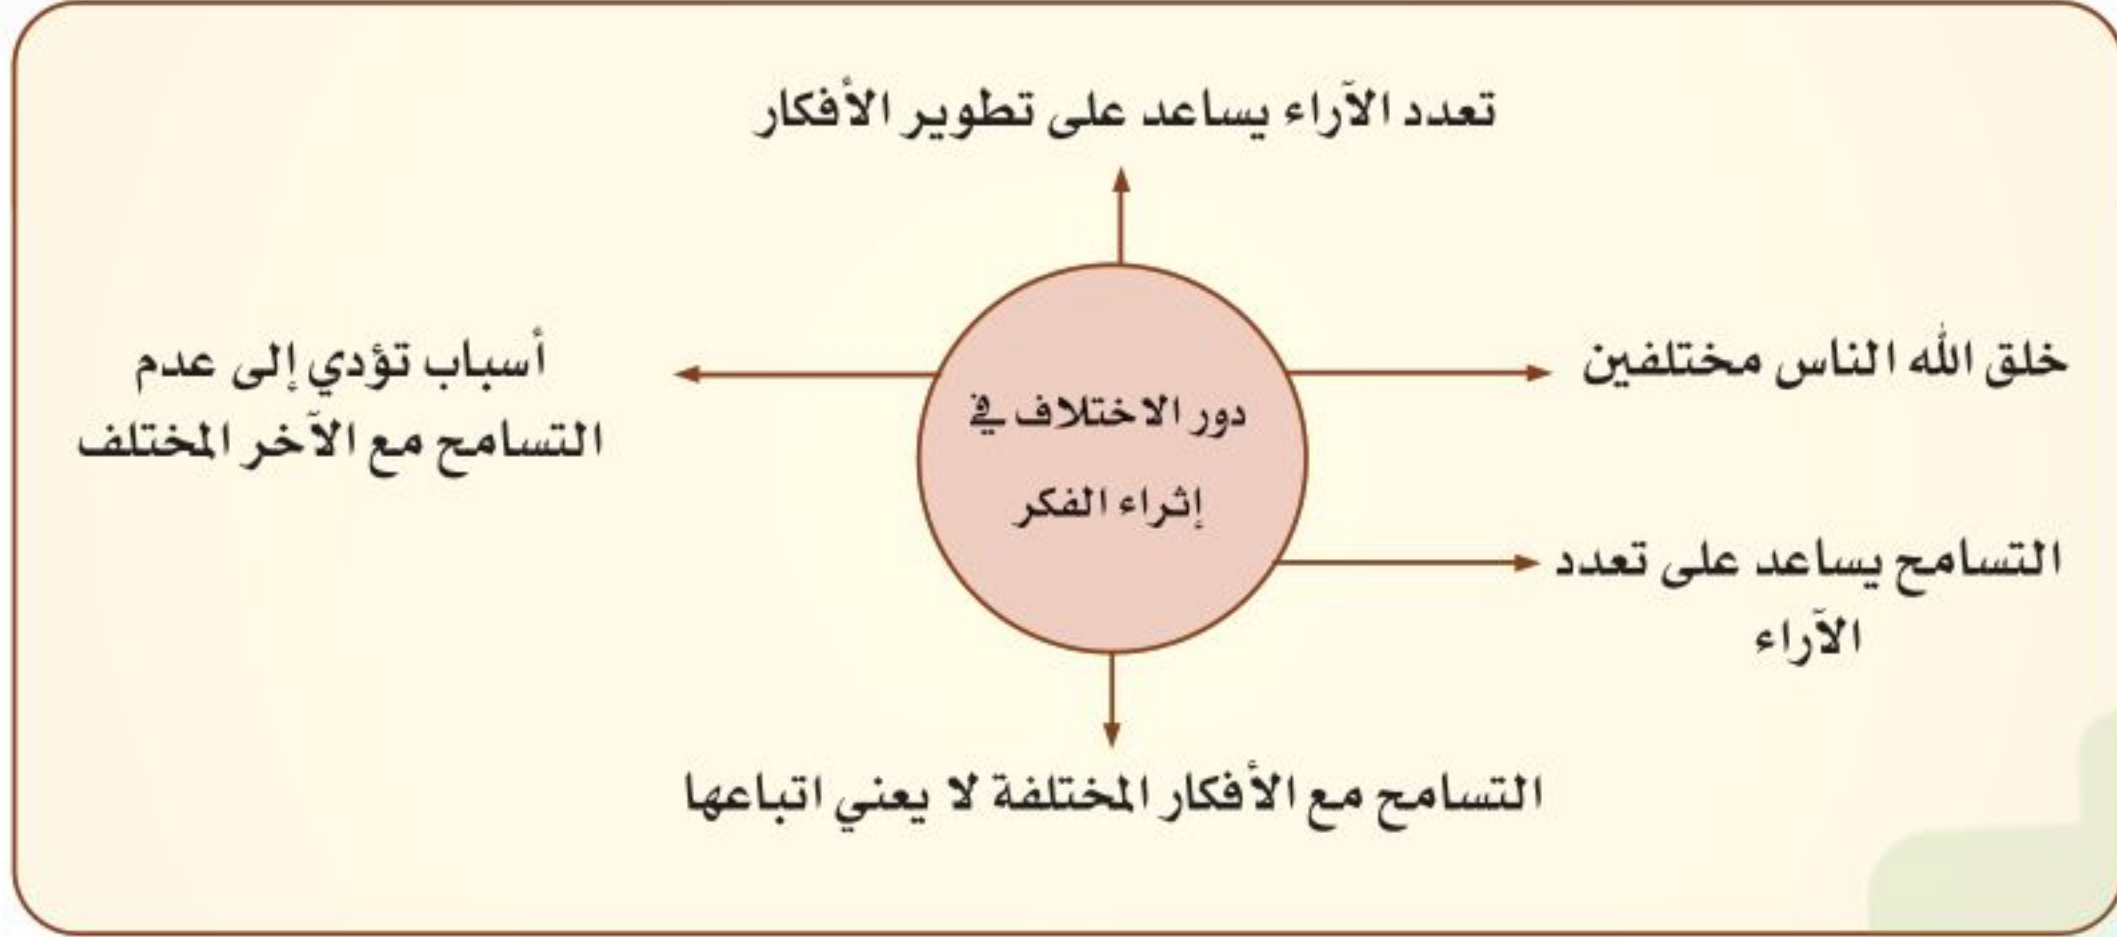 تعدد الآراء يساعد على تطوير الأفكار
خلق الله الناس مختلفين
أسباب تؤدي إلى عدم
التسامح مع الآخر المختلف
دور الاختلاف في
إثراء الفكر
التسامح يساعد على تعدد
الآراء
التسامح مع الأفكار المختلفة لا يعني اتباعها